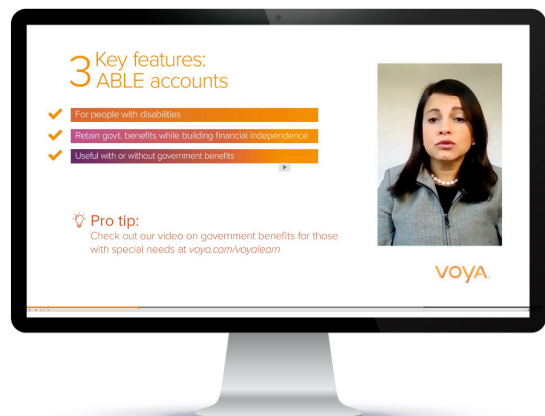 3 Key features:
ABLE accounts
For people with disabilities
Retain govt. benefits while building financial independence
Useful with or without government benefits
Pro tip:
Check out our video on government benefits for those
with special needs at voya.com/voyalearn
VOYA